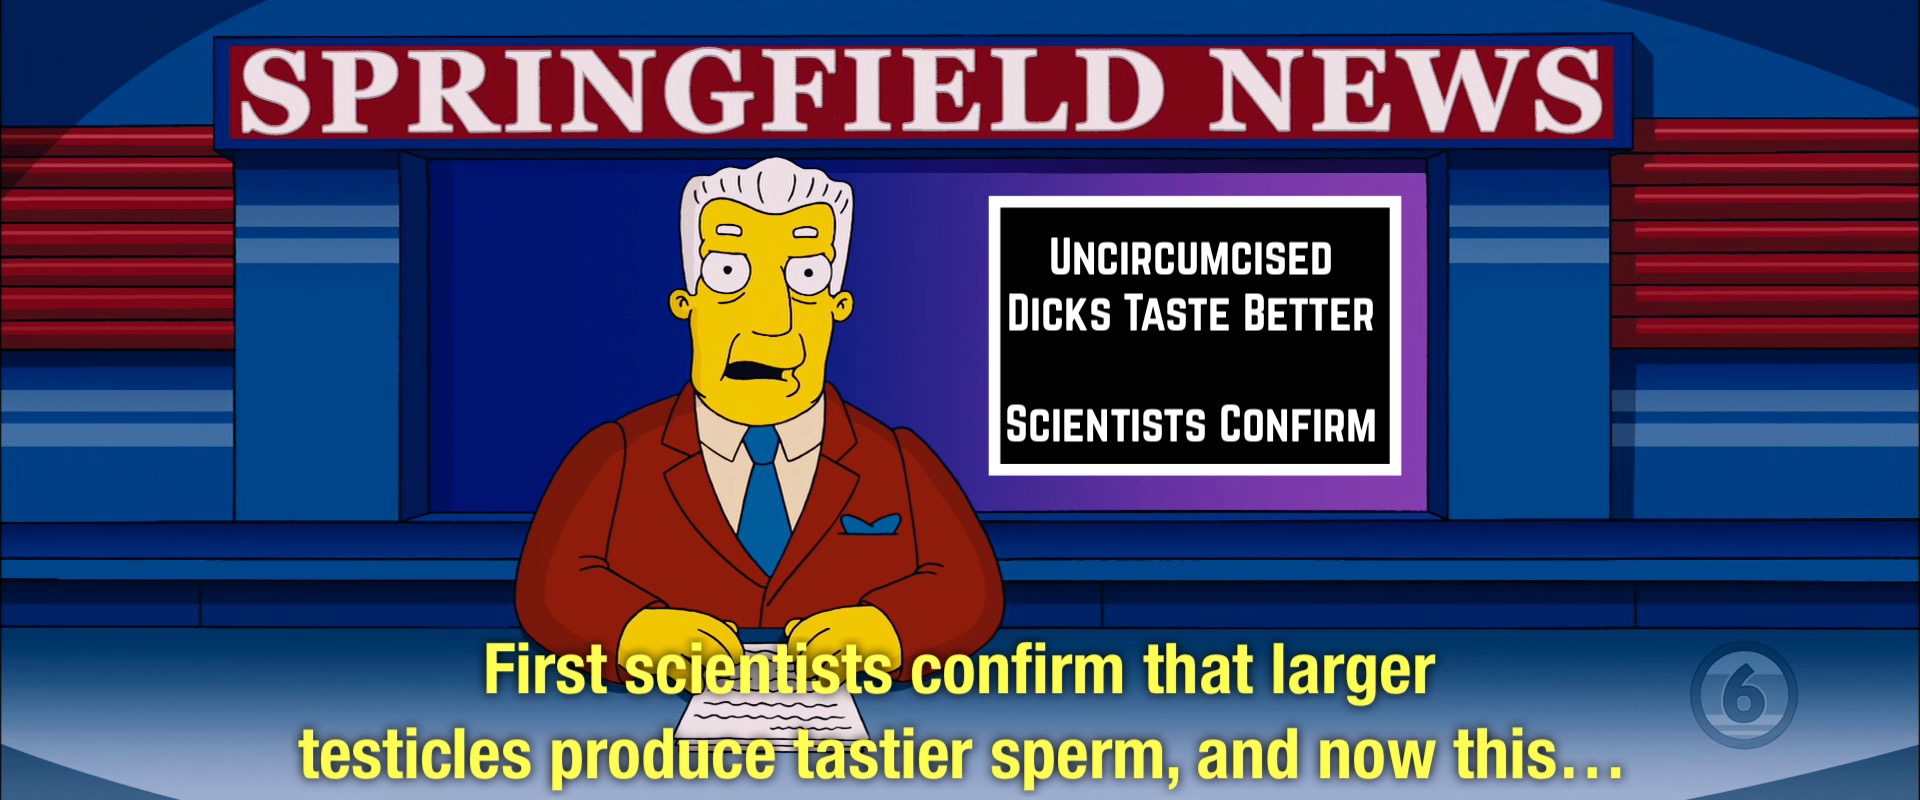 SPRINGFIELD NEWS
UNCIRCUMCISED
DICKS TASTE BETTER
SCIENTISTS CONFIRM
First scientists confirm that larger
testicles produce tastier sperm, and now this…
6